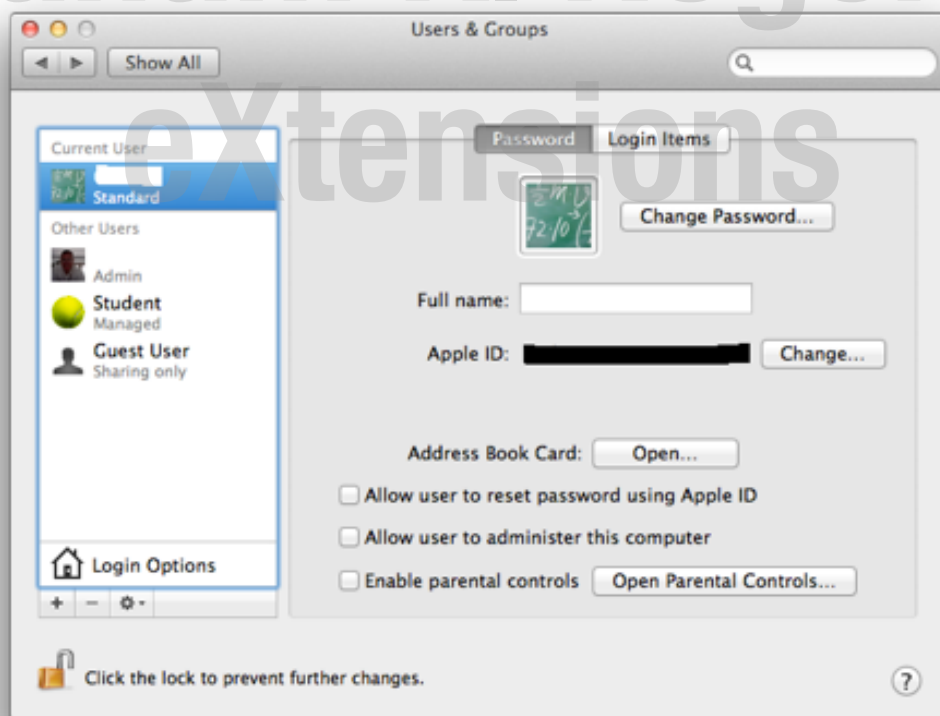 Users & Groups
Show All
eXtensions
Password
Login Items
Current User
Standard
Change Password...
Other Users
Admin
Student
Managed
Guest User
Sharing only
Full name:
Apple ID:
Change...
Address Book Card:
Open...
Allow user to reset password using Apple ID
Allow user to administer this computer
Enable parental controls
Open Parental Controls...
Login Options
Click the lock to prevent further changes.
?